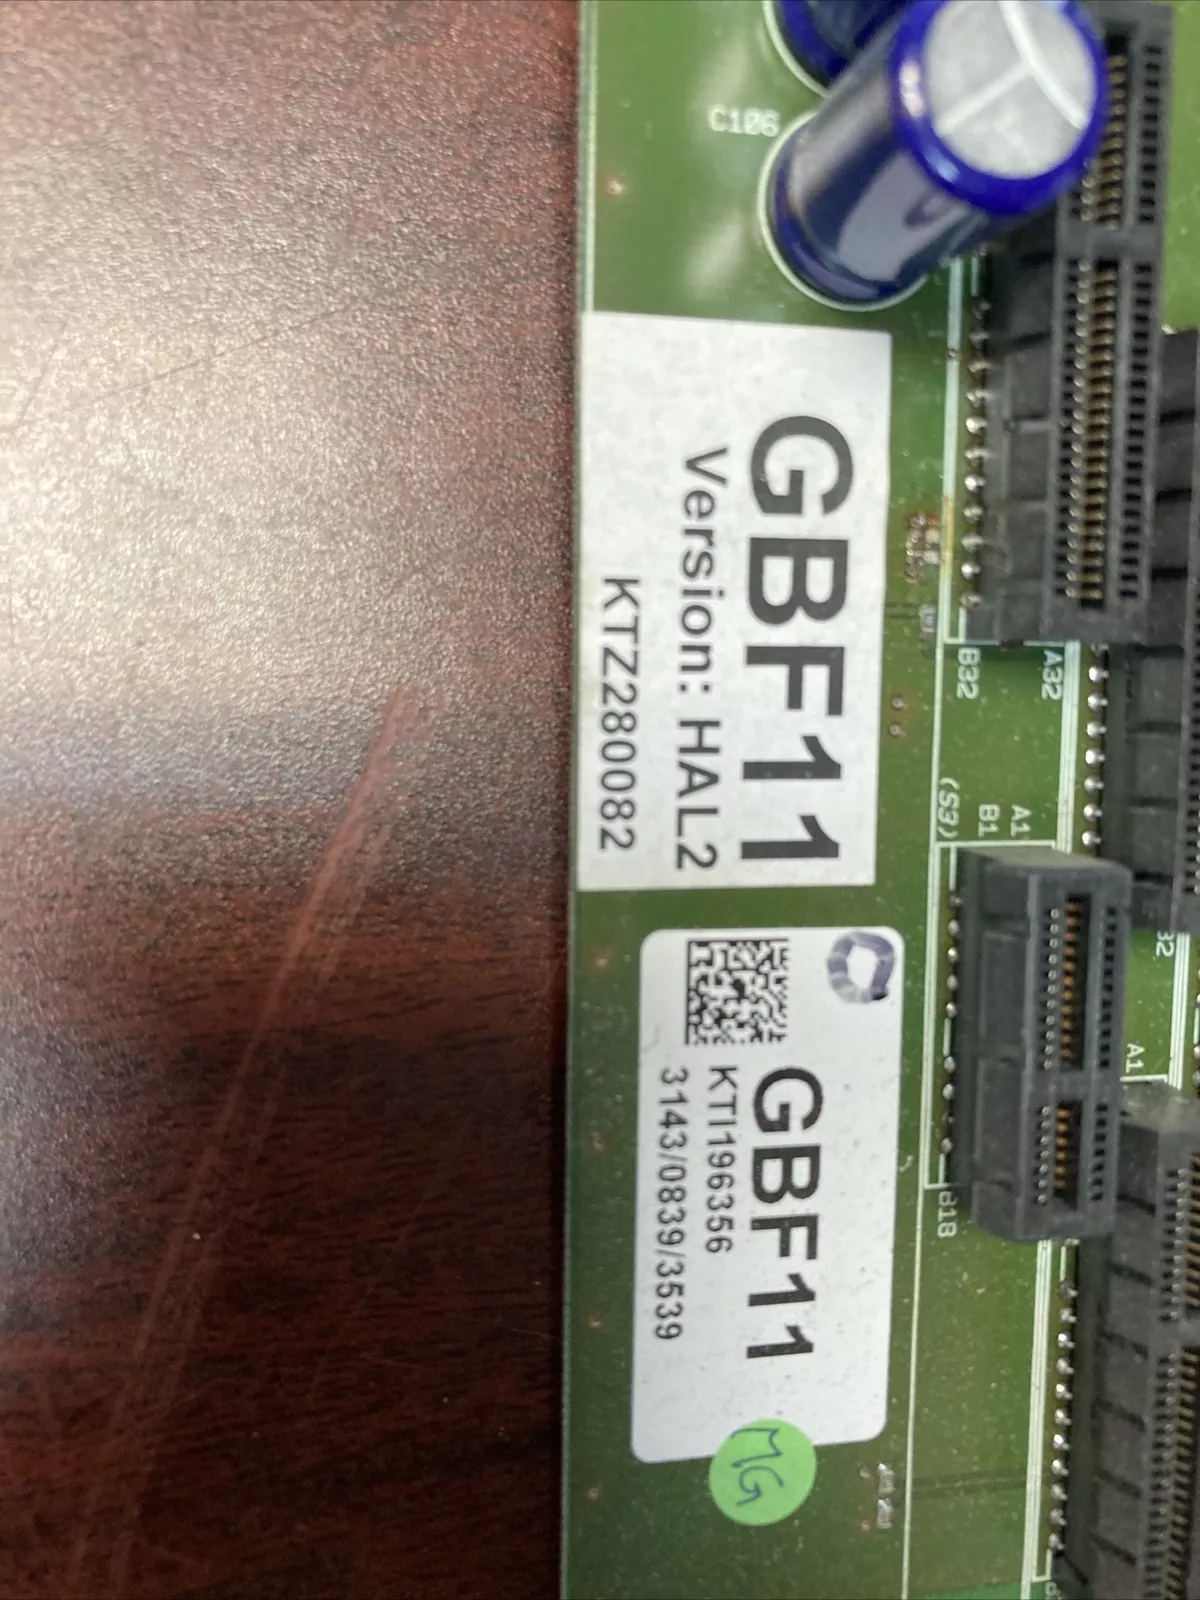 C106
GBF11
Version: HAL2
KTZ280082
B32
A32
(S3)
B1
A1
GBF11
KTI196356
3143/0839/3539
MG
B18
A1